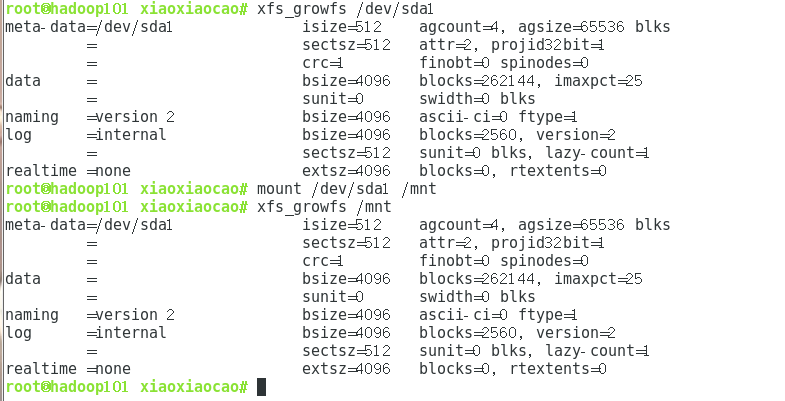 root@hadoop101 xiaoxiaocao# xfs_growfs /dev/sda1
meta-data=/dev/sda1 isize=512 agcount=4, agsize=65536 blks
= sectsz=512 attr=2, projid32bit=1
= crc=1 finobt=0 spinodes=0
data = bsize=4096 blocks=262144, imaxpct=25
= sunit=0 swidth=0 blks
naming =version 2 bsize=4096 ascii-ci=0 ftype=1
log =internal bsize=4096 blocks=2560, version=2
= sectsz=512 sunit=0 blks, lazy-count=1
realtime =none extsz=4096 blocks=0, rtextents=0
root@hadoop101 xiaoxiaocao# mount /dev/sda1 /mnt
root@hadoop101 xiaoxiaocao# xfs_growfs /mnt
meta-data=/dev/sda1 isize=512 agcount=4, agsize=65536 blks
= sectsz=512 attr=2, projid32bit=1
= crc=1 finobt=0 spinodes=0
data = bsize=4096 blocks=262144, imaxpct=25
= sunit=0 swidth=0 blks
naming =version 2 bsize=4096 ascii-ci=0 ftype=1
log =internal bsize=4096 blocks=2560, version=2
= sectsz=512 sunit=0 blks, lazy-count=1
realtime =none extsz=4096 blocks=0, rtextents=0
root@hadoop101 xiaoxiaocao#